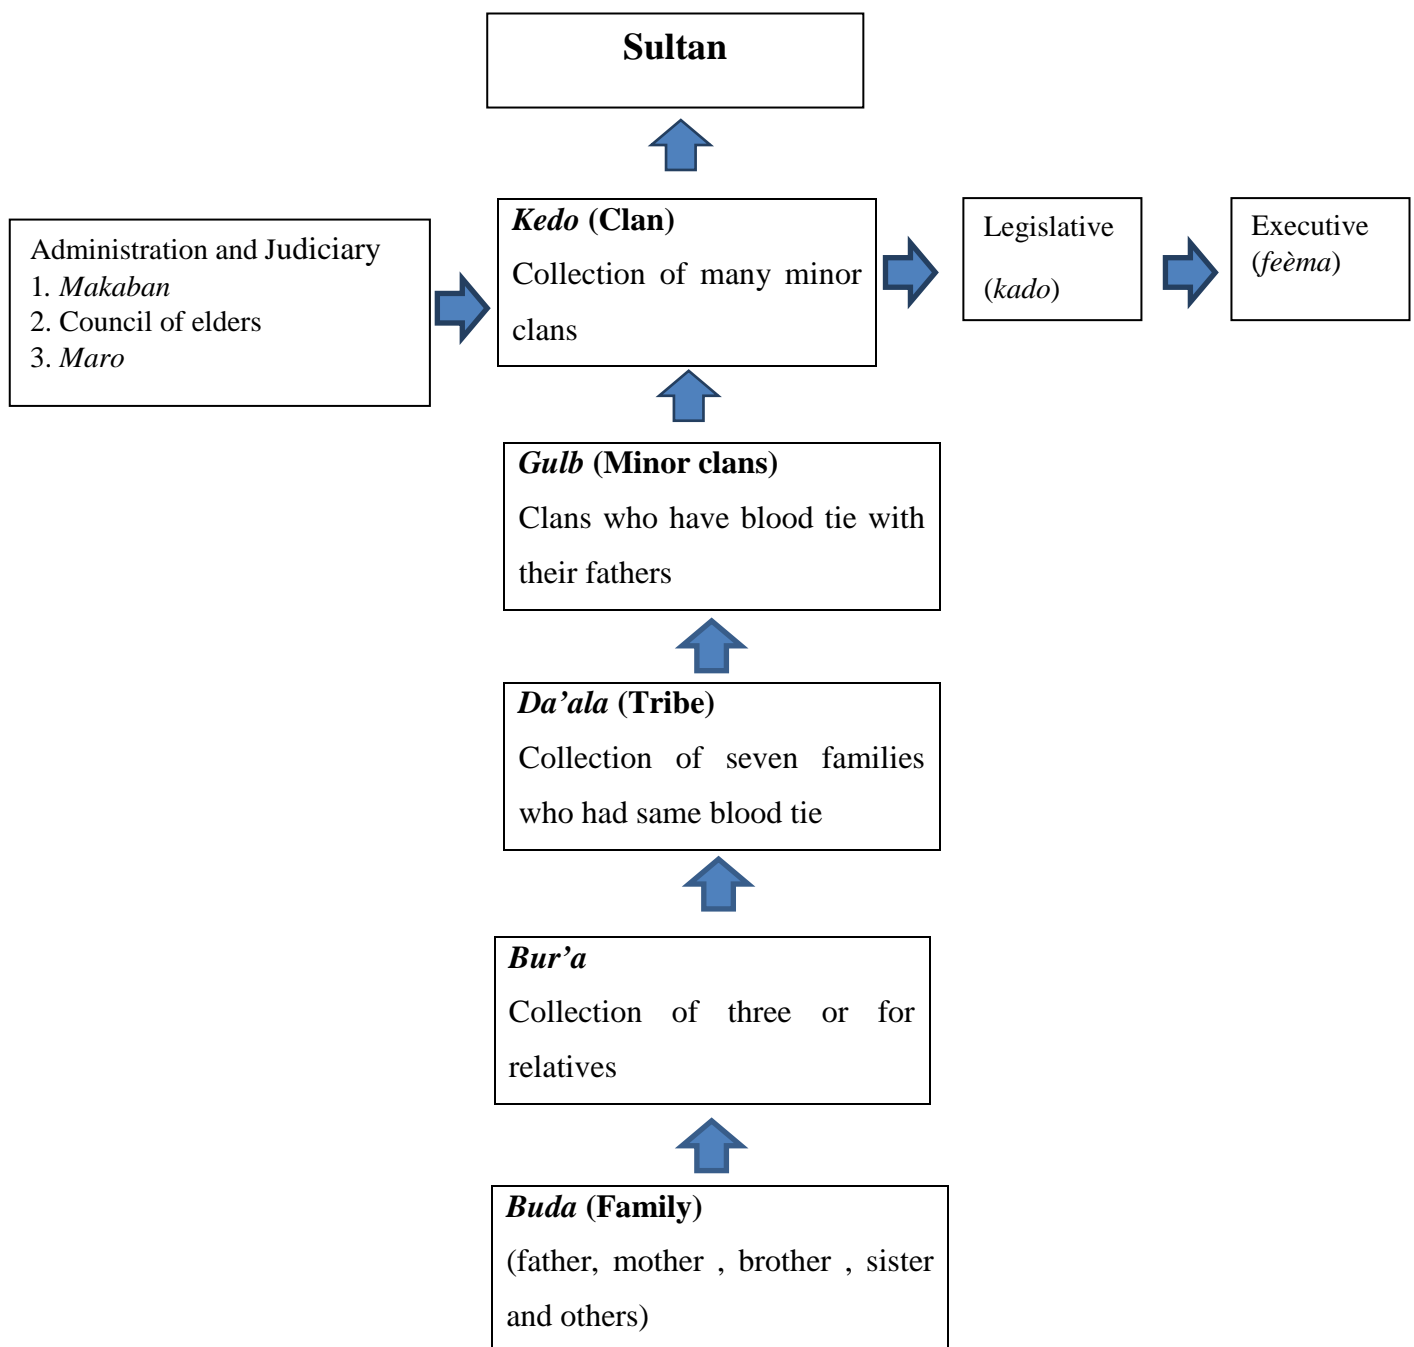 Sultan
Administration and Judiciary
1. Makaban
2. Council of elders
3. Maro
Kedo (Clan)
Collection of many minor
clans
Legislative
(kado)
Executive
(feèma)
Gulb (Minor clans)
Clans who have blood tie with
their fathers
Da’ala (Tribe)
Collection of seven families
who had same blood tie
Bur’a
Collection of three or for
relatives
Buda (Family)
(father, mother , brother , sister
and others)